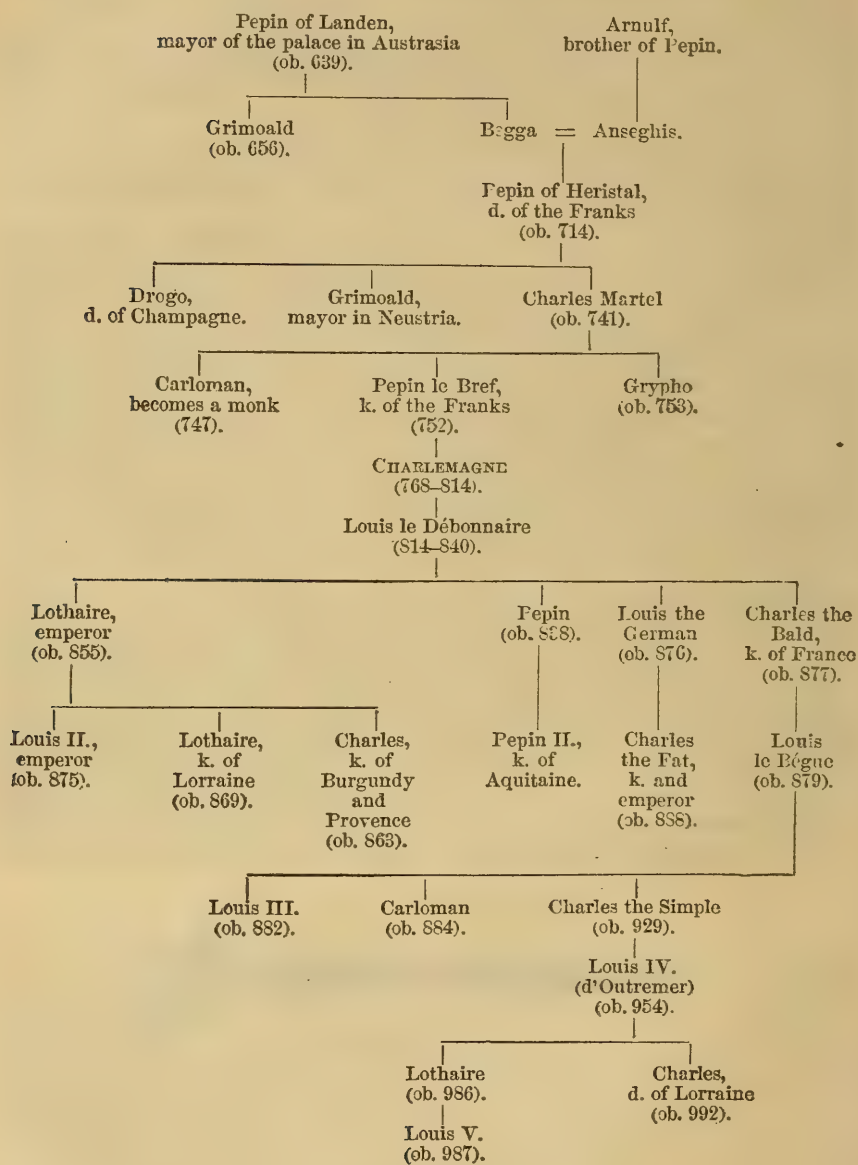 Pepin of Landen,
mayor of the palace in Austrasia
(ob. 639).
Arnulf,
brother of Pepin.
Grimoald
(ob. 656).
Begga = Anseghis.
Pepin of Heristal,
d. of the Franks
(ob. 714).
Drogo,
d. of Champagne.
Grimoald,
mayor in Neustria.
Charles Martel
(ob. 741).
Carloman,
becomes a monk
(747).
Pepin le Bref,
k. of the Franks
(752).
Grypho
(ob. 753).
CHARLEMAGNE
(768–814).
Louis le Débonnaire
(814–840).
Lothaire,
emperor
(ob. 855).
Pepin
(ob. 838).
Louis the
German
(ob. 876).
Charles the
Bald,
k. of France
(ob. 877).
Louis II.,
emperor
(ob. 875).
Lothaire,
k. of
Lorraine
(ob. 869).
Charles,
k. of
Burgundy
and
Provence
(ob. 863).
Pepin II.,
k. of
Aquitaine.
Charles
the Fat,
k. and
emperor
(ob. 888).
Louis
le Bégue
(ob. 879).
Louis III.
(ob. 882).
Carloman
(ob. 884).
Charles the Simple
(ob. 929).
Louis IV.
(d'Outremer)
(ob. 954).
Lothaire
(ob. 986).
Charles,
d. of Lorraine
(ob. 992).
Louis V.
(ob. 987).